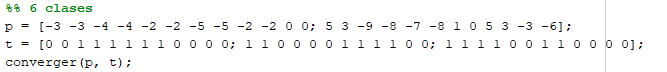 %% 6 clases
p = [-3 -3 -4 -4 -2 -2 -5 -5 -2 -2 0 0; 5 3 -9 -8 -7 -8 1 0 5 3 -3 -6];
t = [0 0 1 1 1 1 1 1 0 0 0 0; 1 1 0 0 0 0 1 1 1 1 0 0; 1 1 1 1 0 0 1 1 0 0 0 0];
converger(p, t);